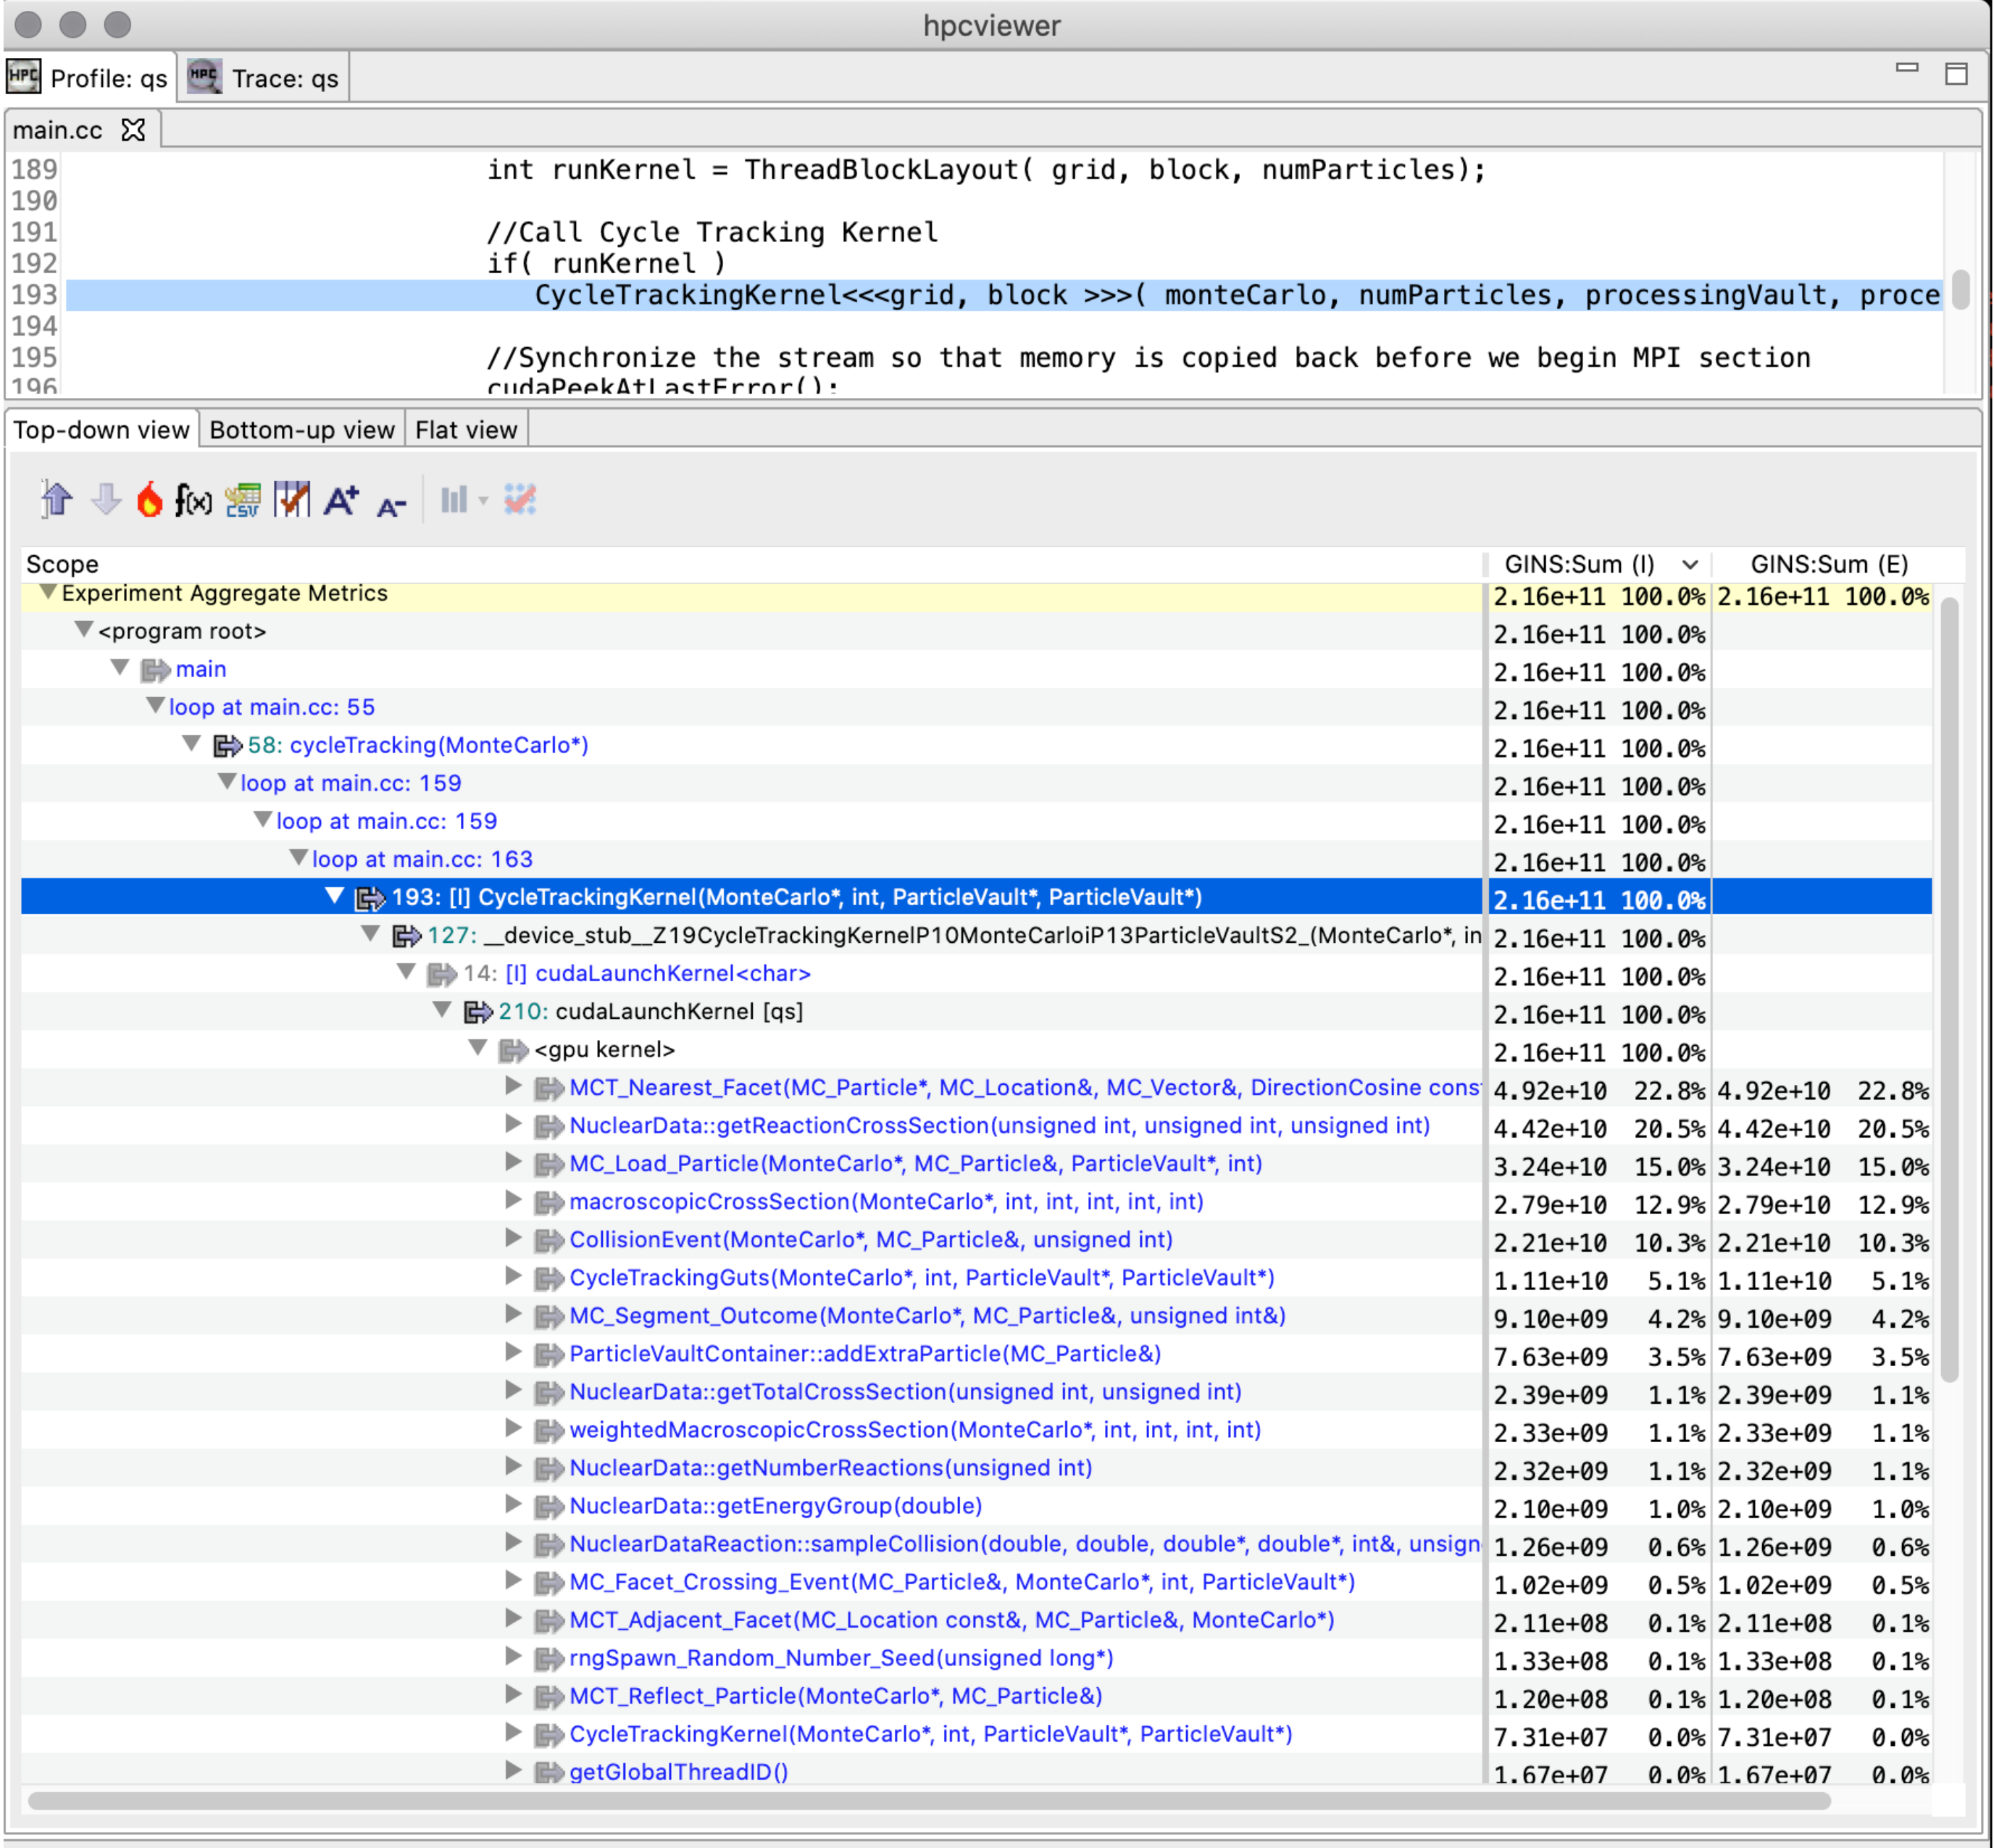 hpcviewer
HPC Profile: qs HPC Trace: qs
main.cc
189 int runKernel = ThreadBlockLayout( grid, block, numParticles);
190
191 //Call Cycle Tracking Kernel
192 if( runKernel )
193 CycleTrackingKernel<<<grid, block >>>( monteCarlo, numParticles, processingVault, proce
194
195 //Synchronize the stream so that memory is copied back before we begin MPI section
196 cudaPeekAtLastError();
Top-down view Bottom-up view Flat view
f(x) CSV A+ A-
Scope GINS:Sum (I) GINS:Sum (E)
Experiment Aggregate Metrics 2.16e+11 100.0% 2.16e+11 100.0%
<program root> 2.16e+11 100.0%
main 2.16e+11 100.0%
loop at main.cc: 55 2.16e+11 100.0%
58: cycleTracking(MonteCarlo*) 2.16e+11 100.0%
loop at main.cc: 159 2.16e+11 100.0%
loop at main.cc: 159 2.16e+11 100.0%
loop at main.cc: 163 2.16e+11 100.0%
193: [I] CycleTrackingKernel(MonteCarlo*, int, ParticleVault*, ParticleVault*) 2.16e+11 100.0%
127: __device_stub__Z19CycleTrackingKernelP10MonteCarloiP13ParticleVaultS2_(MonteCarlo*, in 2.16e+11 100.0%
14: [I] cudaLaunchKernel<char> 2.16e+11 100.0%
210: cudaLaunchKernel [qs] 2.16e+11 100.0%
<gpu kernel> 2.16e+11 100.0%
MCT_Nearest_Facet(MC_Particle*, MC_Location&, MC_Vector&, DirectionCosine cons 4.92e+10 22.8% 4.92e+10 22.8%
NuclearData::getReactionCrossSection(unsigned int, unsigned int, unsigned int) 4.42e+10 20.5% 4.42e+10 20.5%
MC_Load_Particle(MonteCarlo*, MC_Particle&, ParticleVault*, int) 3.24e+10 15.0% 3.24e+10 15.0%
macroscopicCrossSection(MonteCarlo*, int, int, int, int, int) 2.79e+10 12.9% 2.79e+10 12.9%
CollisionEvent(MonteCarlo*, MC_Particle&, unsigned int) 2.21e+10 10.3% 2.21e+10 10.3%
CycleTrackingGuts(MonteCarlo*, int, ParticleVault*, ParticleVault*) 1.11e+10 5.1% 1.11e+10 5.1%
MC_Segment_Outcome(MonteCarlo*, MC_Particle&, unsigned int&) 9.10e+09 4.2% 9.10e+09 4.2%
ParticleVaultContainer::addExtraParticle(MC_Particle&) 7.63e+09 3.5% 7.63e+09 3.5%
NuclearData::getTotalCrossSection(unsigned int, unsigned int) 2.39e+09 1.1% 2.39e+09 1.1%
weightedMacroscopicCrossSection(MonteCarlo*, int, int, int, int) 2.33e+09 1.1% 2.33e+09 1.1%
NuclearData::getNumberReactions(unsigned int) 2.32e+09 1.1% 2.32e+09 1.1%
NuclearData::getEnergyGroup(double) 2.10e+09 1.0% 2.10e+09 1.0%
NuclearDataReaction::sampleCollision(double, double, double*, double*, int&, unsign 1.26e+09 0.6% 1.26e+09 0.6%
MC_Facet_Crossing_Event(MC_Particle&, MonteCarlo*, int, ParticleVault*) 1.02e+09 0.5% 1.02e+09 0.5%
MCT_Adjacent_Facet(MC_Location const&, MC_Particle&, MonteCarlo*) 2.11e+08 0.1% 2.11e+08 0.1%
rngSpawn_Random_Number_Seed(unsigned long*) 1.33e+08 0.1% 1.33e+08 0.1%
MCT_Reflect_Particle(MonteCarlo*, MC_Particle&) 1.20e+08 0.1% 1.20e+08 0.1%
CycleTrackingKernel(MonteCarlo*, int, ParticleVault*, ParticleVault*) 7.31e+07 0.0% 7.31e+07 0.0%
getGlobalThreadID() 1.67e+07 0.0% 1.67e+07 0.0%